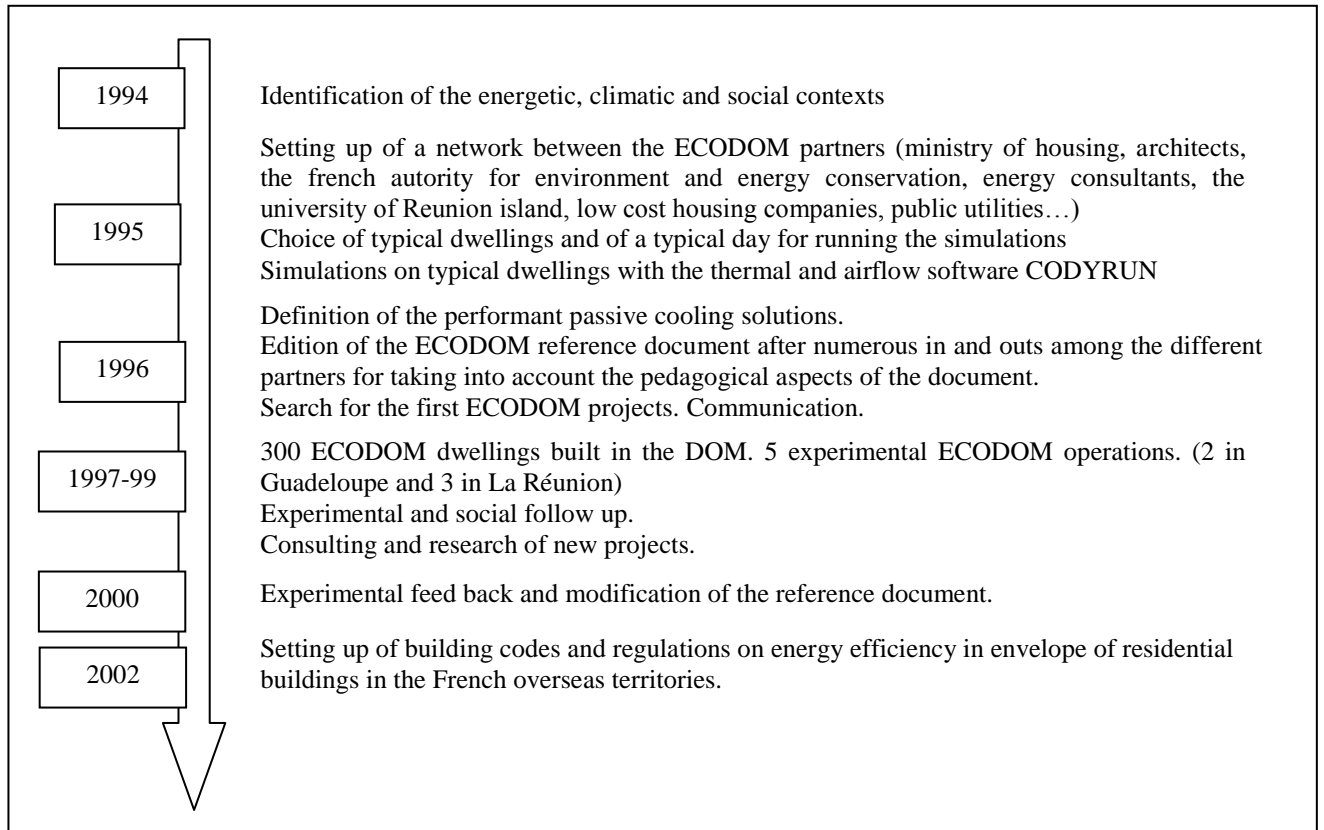 1994
Identification of the energetic, climatic and social contexts
Setting up of a network between the ECODOM partners (ministry of housing, architects,
the french autority for environment and energy conservation, energy consultants, the
university of Reunion island, low cost housing companies, public utilities…)
1995
Choice of typical dwellings and of a typical day for running the simulations
Simulations on typical dwellings with the thermal and airflow software CODYRUN
Definition of the performant passive cooling solutions.
1996
Edition of the ECODOM reference document after numerous in and outs among the different
partners for taking into account the pedagogical aspects of the document.
Search for the first ECODOM projects. Communication.
1997-99
300 ECODOM dwellings built in the DOM. 5 experimental ECODOM operations. (2 in
Guadeloupe and 3 in La Réunion)
Experimental and social follow up.
Consulting and research of new projects.
2000
Experimental feed back and modification of the reference document.
2002
Setting up of building codes and regulations on energy efficiency in envelope of residential
buildings in the French overseas territories.